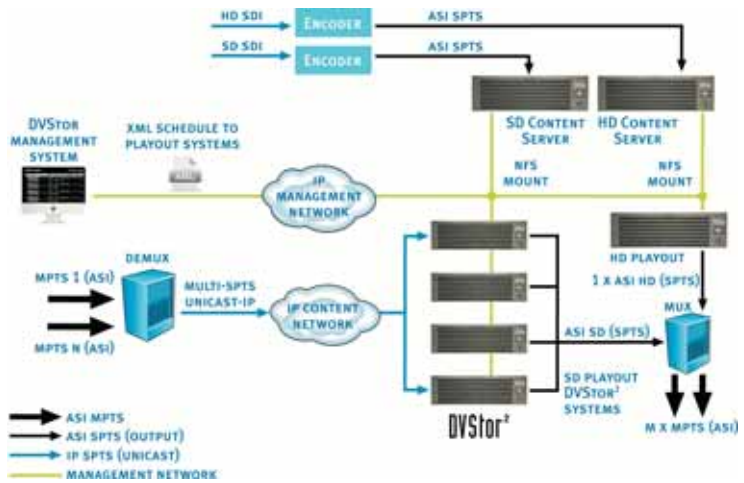 HD SDI
ENCODER
ASI SPTS
SD SDI
ENCODER
ASI SPTS
SD CONTENT
SERVER
HD CONTENT
SERVER
DVSTOR
MANAGEMENT
SYSTEM
XML SCHEDULE TO
PLAYOUT SYSTEMS
XML
IP
MANAGEMENT
NETWORK
NFS
MOUNT
NFS
MOUNT
HD PLAYOUT
1 X ASI HD (SPTS)
DEMUX
MPTS 1 (ASI)
MPTS N (ASI)
MULTI-SPTS
UNICAST-IP
IP CONTENT
NETWORK
MUX
ASI SD (SPTS)
SD PLAYOUT
DVSTOR²
SYSTEMS
DVStor²
M X MPTS (ASI)
ASI MPTS
ASI SPTS (OUTPUT)
IP SPTS (UNICAST)
MANAGEMENT NETWORK